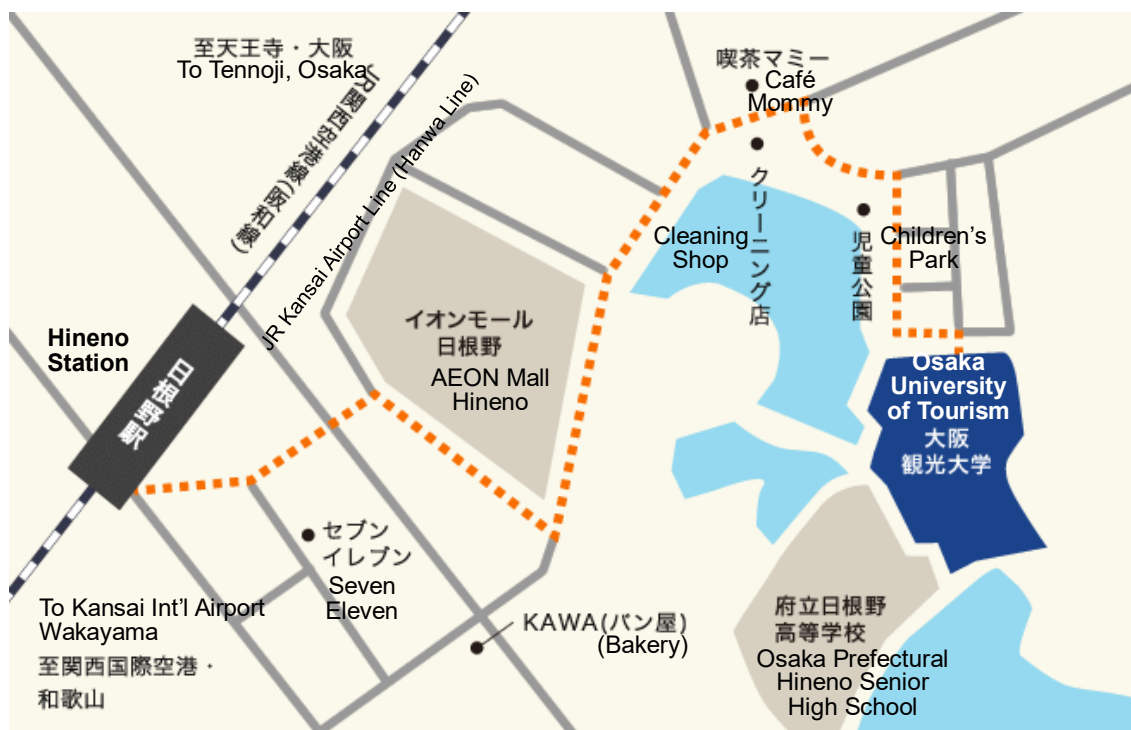 至天王寺・大阪
To Tennoji, Osaka
JR関西空港線(阪和線)
JR Kansai Airport Line (Hanwa Line)
喫茶マミー
Café
Mommy
クリーニング店
Cleaning
Shop
児童公園
Children's
Park
Hineno
Station
日根野駅
イオンモール
日根野
AEON Mall
Hineno
Osaka
University
of Tourism
大阪
観光大学
セブン
イレブン
Seven
Eleven
To Kansai Int'l Airport
Wakayama
至関西国際空港・
和歌山
KAWA(パン屋)
(Bakery)
府立日根野
高等学校
Osaka Prefectural
Hineno Senior
High School